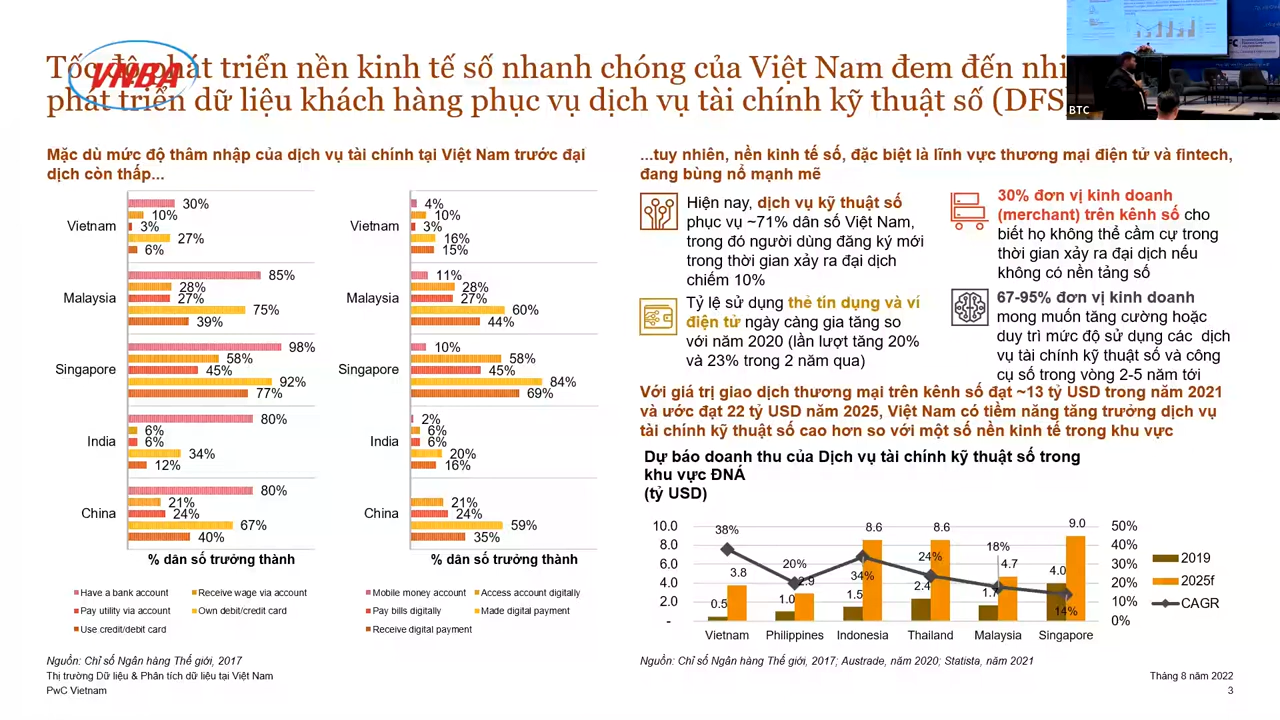 Tốc độ phát triển nền kinh tế số nhanh chóng của Việt Nam đem đến
phát triển dữ liệu khách hàng phục vụ dịch vụ tài chính kỹ thuật số (DFS)
VNBA
BTC
Mặc dù mức độ thâm nhập của dịch vụ tài chính tại Việt Nam trước đại
dịch còn thấp...
Vietnam
30%
10%
3%
27%
6%
Malaysia
85%
28%
27%
75%
39%
Singapore
98%
58%
45%
92%
77%
India
80%
6%
6%
34%
12%
China
80%
21%
24%
67%
40%
% dân số trưởng thành
Have a bank account
Receive wage via account
Pay utility via account
Own debit/credit card
Use credit/debit card
Vietnam
4%
10%
3%
16%
15%
Malaysia
11%
28%
27%
60%
44%
Singapore
10%
58%
45%
84%
69%
India
2%
6%
6%
20%
16%
China
21%
24%
59%
35%
% dân số trưởng thành
Mobile money account
Access account digitally
Pay bills digitally
Made digital payment
Receive digital payment
...tuy nhiên, nền kinh tế số, đặc biệt là lĩnh vực thương mại điện tử và fintech,
đang bùng nổ mạnh mẽ
Hiện nay, dịch vụ kỹ thuật số
phục vụ ~71% dân số Việt Nam,
trong đó người dùng đăng ký mới
trong thời gian xảy ra đại dịch
chiếm 10%
30% đơn vị kinh doanh
(merchant) trên kênh số cho
biết họ không thể cầm cự trong
thời gian xảy ra đại dịch nếu
không có nền tảng số
Tỷ lệ sử dụng thẻ tín dụng và ví
điện tử ngày càng gia tăng so
với năm 2020 (lần lượt tăng 20%
và 23% trong 2 năm qua)
67-95% đơn vị kinh doanh
mong muốn tăng cường hoặc
duy trì mức độ sử dụng các dịch
vụ tài chính kỹ thuật số và công
cụ số trong vòng 2-5 năm tới
Với giá trị giao dịch thương mại trên kênh số đạt ~13 tỷ USD trong năm 2021
và ước đạt 22 tỷ USD năm 2025, Việt Nam có tiềm năng tăng trưởng dịch vụ
tài chính kỹ thuật số cao hơn so với một số nền kinh tế trong khu vực
Dự báo doanh thu của Dịch vụ tài chính kỹ thuật số trong
khu vực ĐNÁ
(tỷ USD)
10.0
8.0
6.0
4.0
2.0
-
38%
0.5
3.8
20%
1.0
2.9
8.6
34%
1.5
8.6
24%
2.4
18%
4.7
1.7
9.0
4.0
14%
50%
40%
30%
20%
10%
0%
Vietnam Philippines Indonesia Thailand Malaysia Singapore
2019
2025f
CAGR
Nguồn: Chỉ số Ngân hàng Thế giới, 2017
Nguồn: Chỉ số Ngân hàng Thế giới, 2017; Austrade, năm 2020; Statista, năm 2021
Thị trường Dữ liệu & Phân tích dữ liệu tại Việt Nam
Tháng 8 năm 2022
PwC Vietnam
3